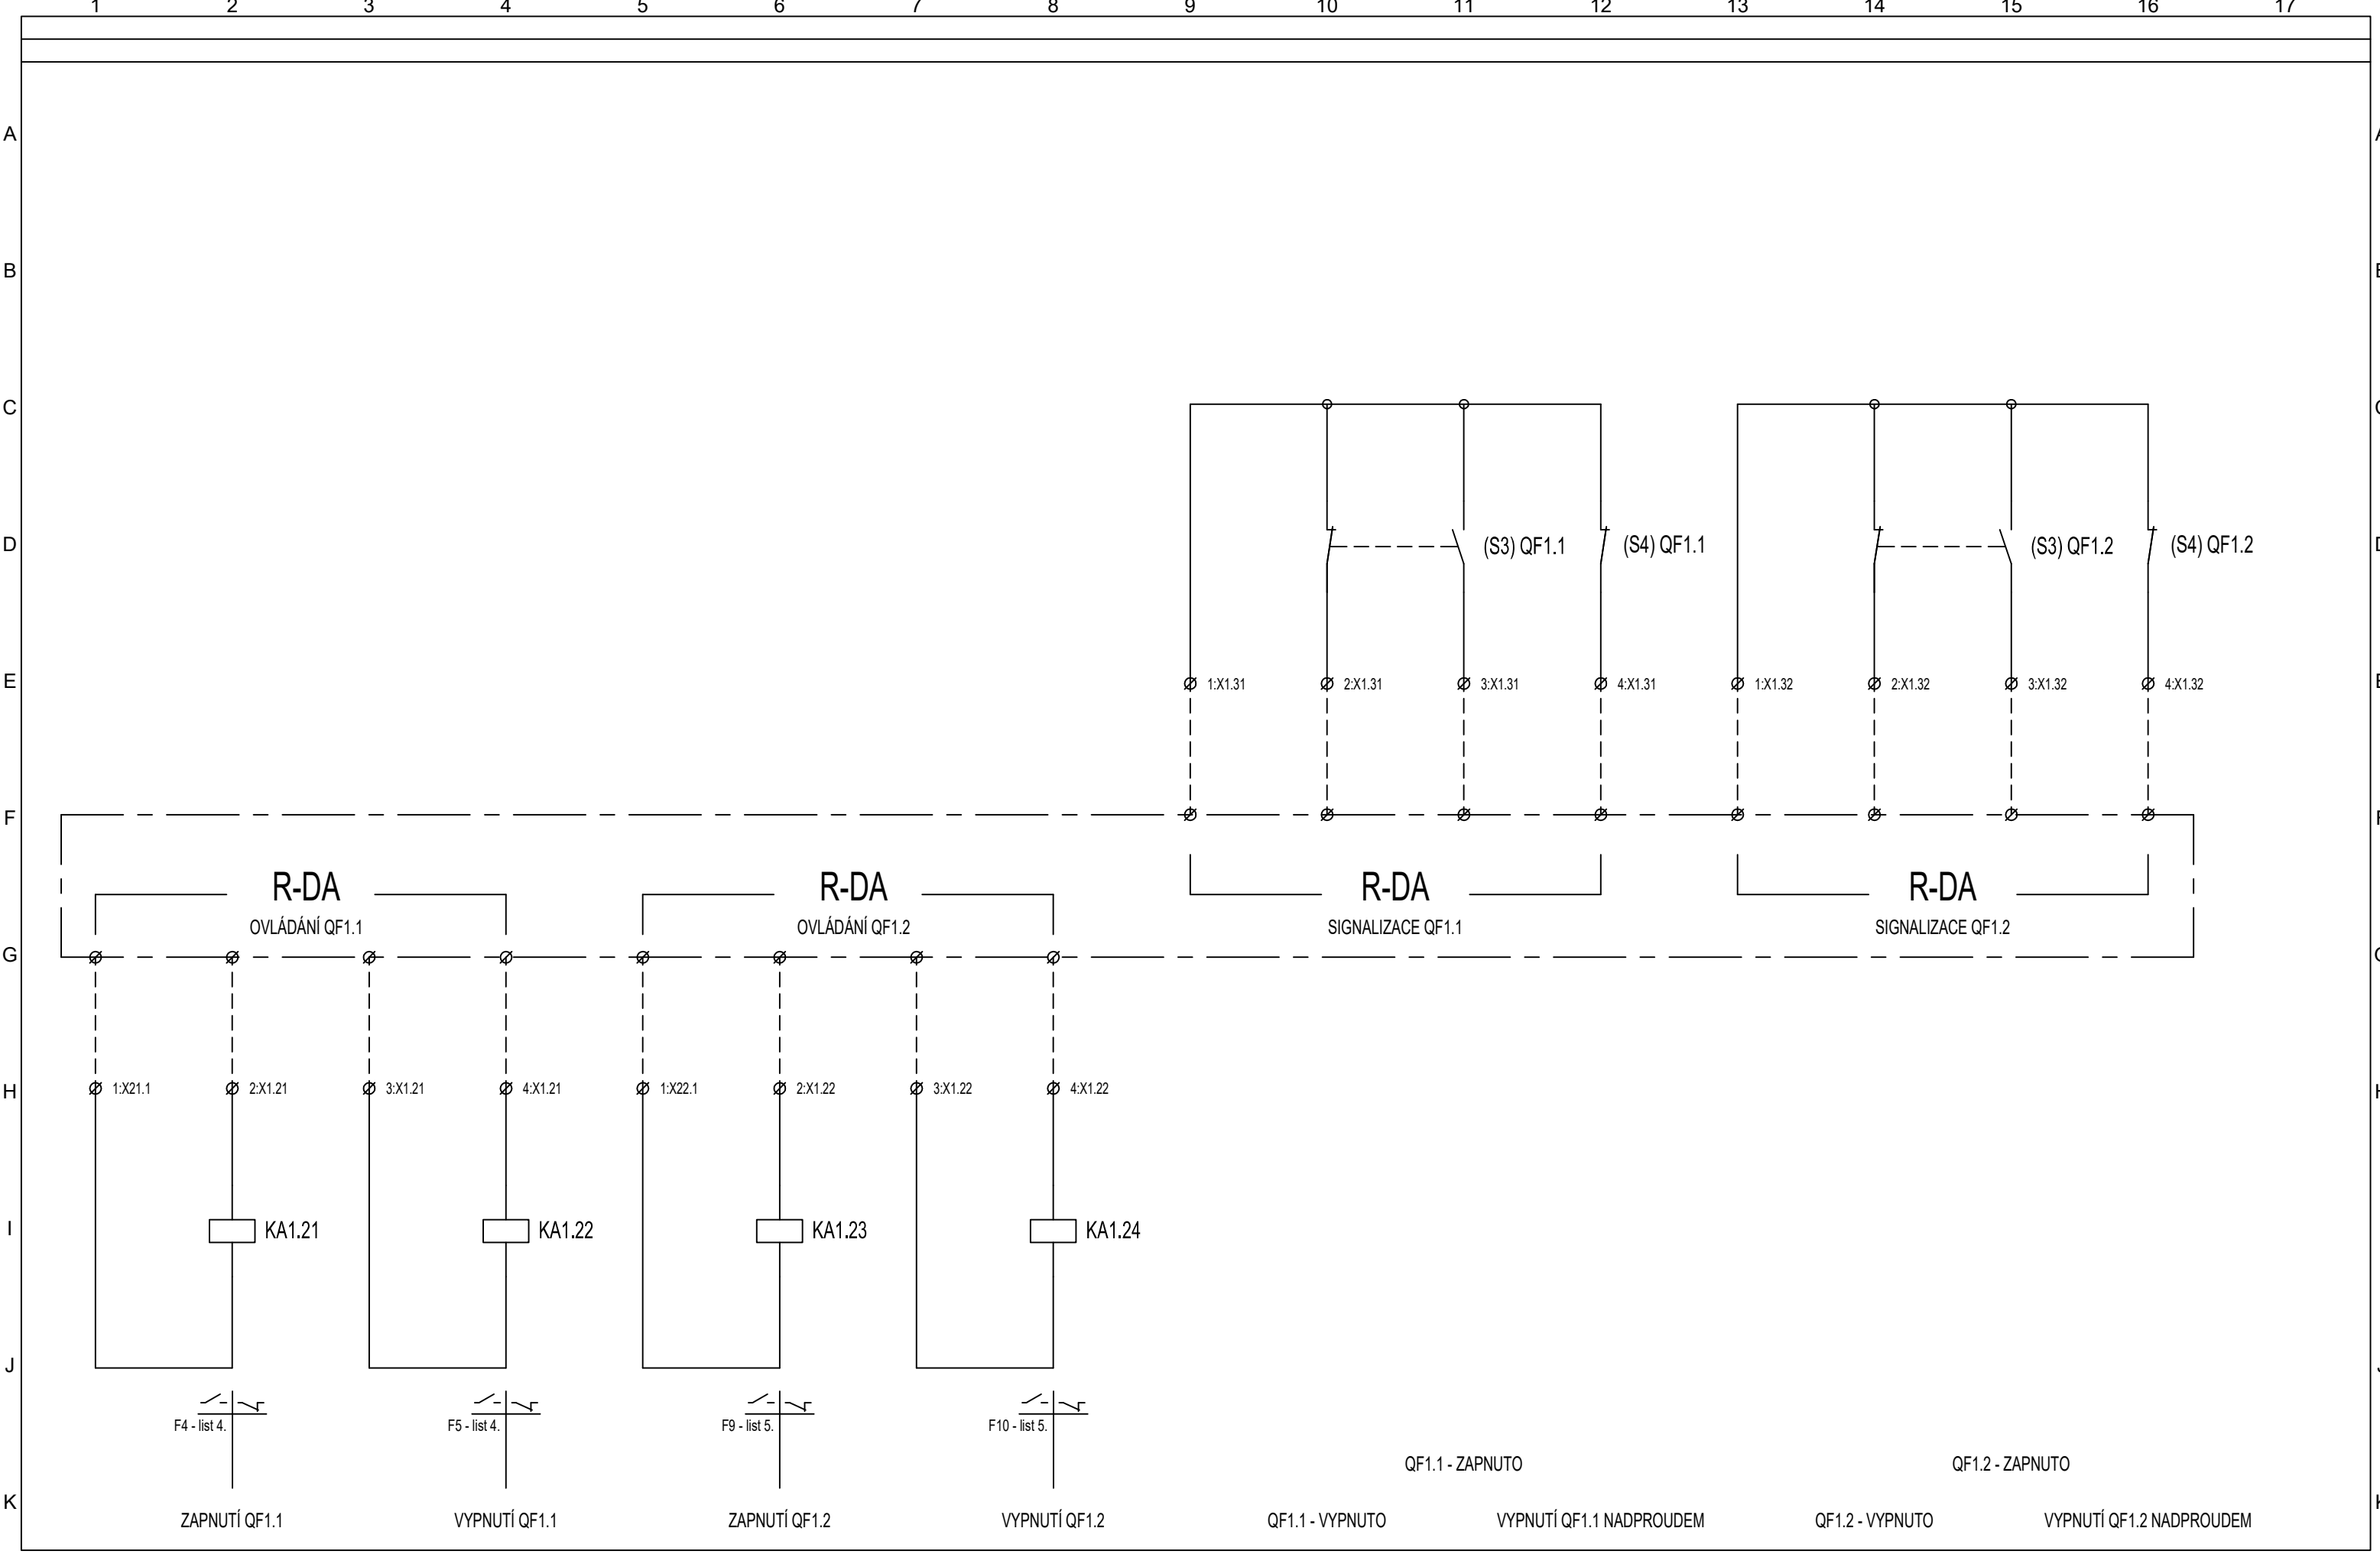 1 2 3 4 5 6 7 8 9 10 11 12 13 14 15 16 17
A
B
C
D (S3) QF1.1 (S4) QF1.1 (S3) QF1.2 (S4) QF1.2
E 1:X1.31 2:X1.31 3:X1.31 4:X1.31 1:X1.32 2:X1.32 3:X1.32 4:X1.32
F
R-DA R-DA R-DA R-DA
OVLÁDÁNÍ QF1.1 OVLÁDÁNÍ QF1.2 SIGNALIZACE QF1.1 SIGNALIZACE QF1.2
G
H 1:X21.1 2:X1.21 3:X1.21 4:X1.21 1:X22.1 2:X1.22 3:X1.22 4:X1.22
I KA1.21 KA1.22 KA1.23 KA1.24
J
F4 - list 4. F5 - list 4. F9 - list 5. F10 - list 5.
QF1.1 - ZAPNUTO QF1.2 - ZAPNUTO
K
ZAPNUTÍ QF1.1 VYPNUTÍ QF1.1 ZAPNUTÍ QF1.2 VYPNUTÍ QF1.2 QF1.1 - VYPNUTO VYPNUTÍ QF1.1 NADPROUDEM QF1.2 - VYPNUTO VYPNUTÍ QF1.2 NADPROUDEM